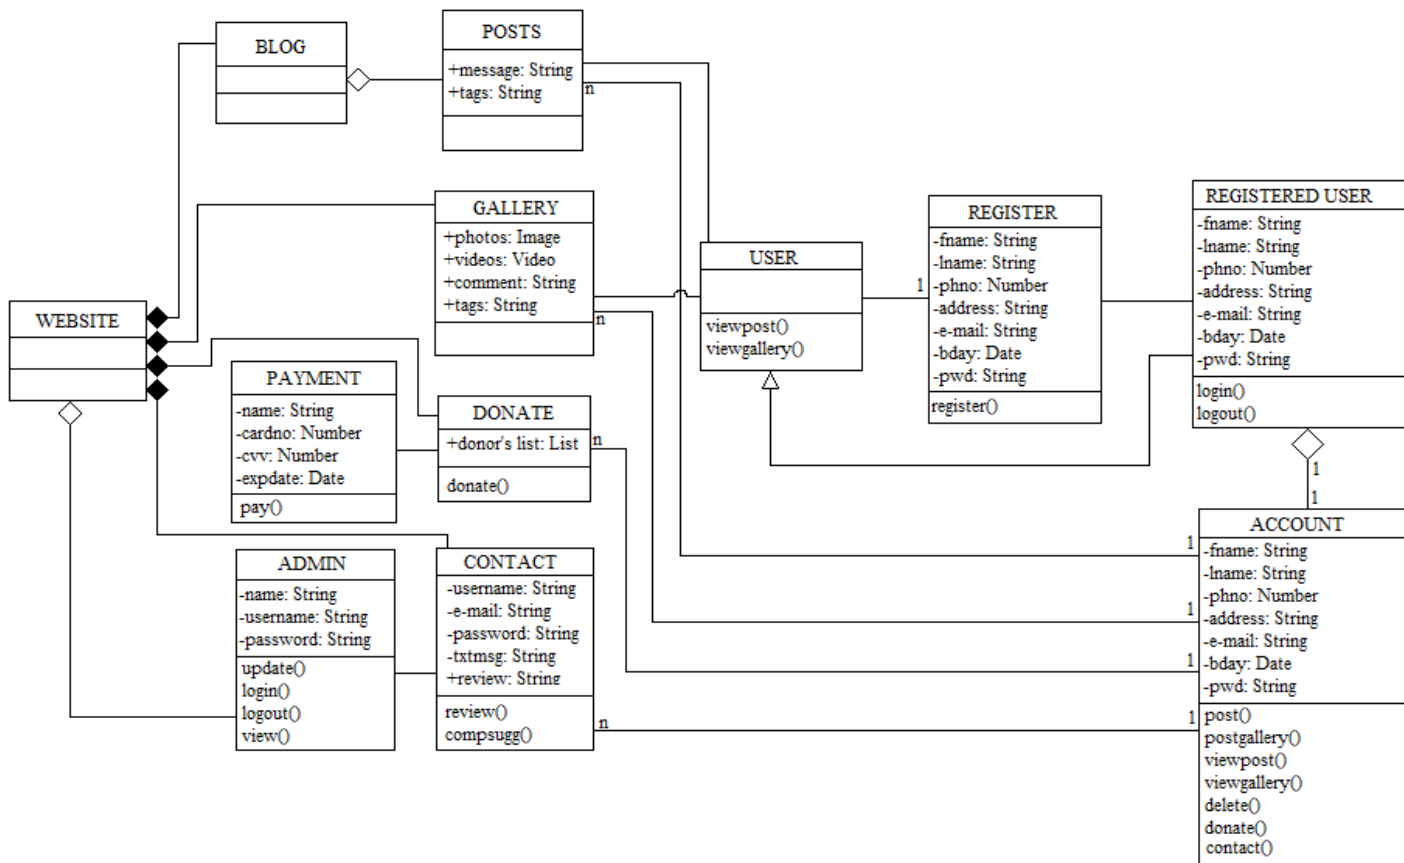 BLOG
POSTS
+message: String
+tags: String
n
GALLERY
+photos: Image
+videos: Video
+comment: String
+tags: String
n
USER
viewpost()
viewgallery()
1
REGISTER
-fname: String
-lname: String
-phno: Number
-address: String
-e-mail: String
-bday: Date
-pwd: String
register()
REGISTERED USER
-fname: String
-lname: String
-phno: Number
-address: String
-e-mail: String
-bday: Date
-pwd: String
login()
logout()
1
1
WEBSITE
PAYMENT
-name: String
-cardno: Number
-cvv: Number
-expdate: Date
pay()
DONATE
+donor's list: List
donate()
n
ADMIN
-name: String
-username: String
-password: String
update()
login()
logout()
view()
CONTACT
-username: String
-e-mail: String
-password: String
-txtmsg: String
+review: String
review()
compsugg()
n
1
1
1
1
ACCOUNT
-fname: String
-lname: String
-phno: Number
-address: String
-e-mail: String
-bday: Date
-pwd: String
post()
postgallery()
viewpost()
viewgallery()
delete()
donate()
contact()